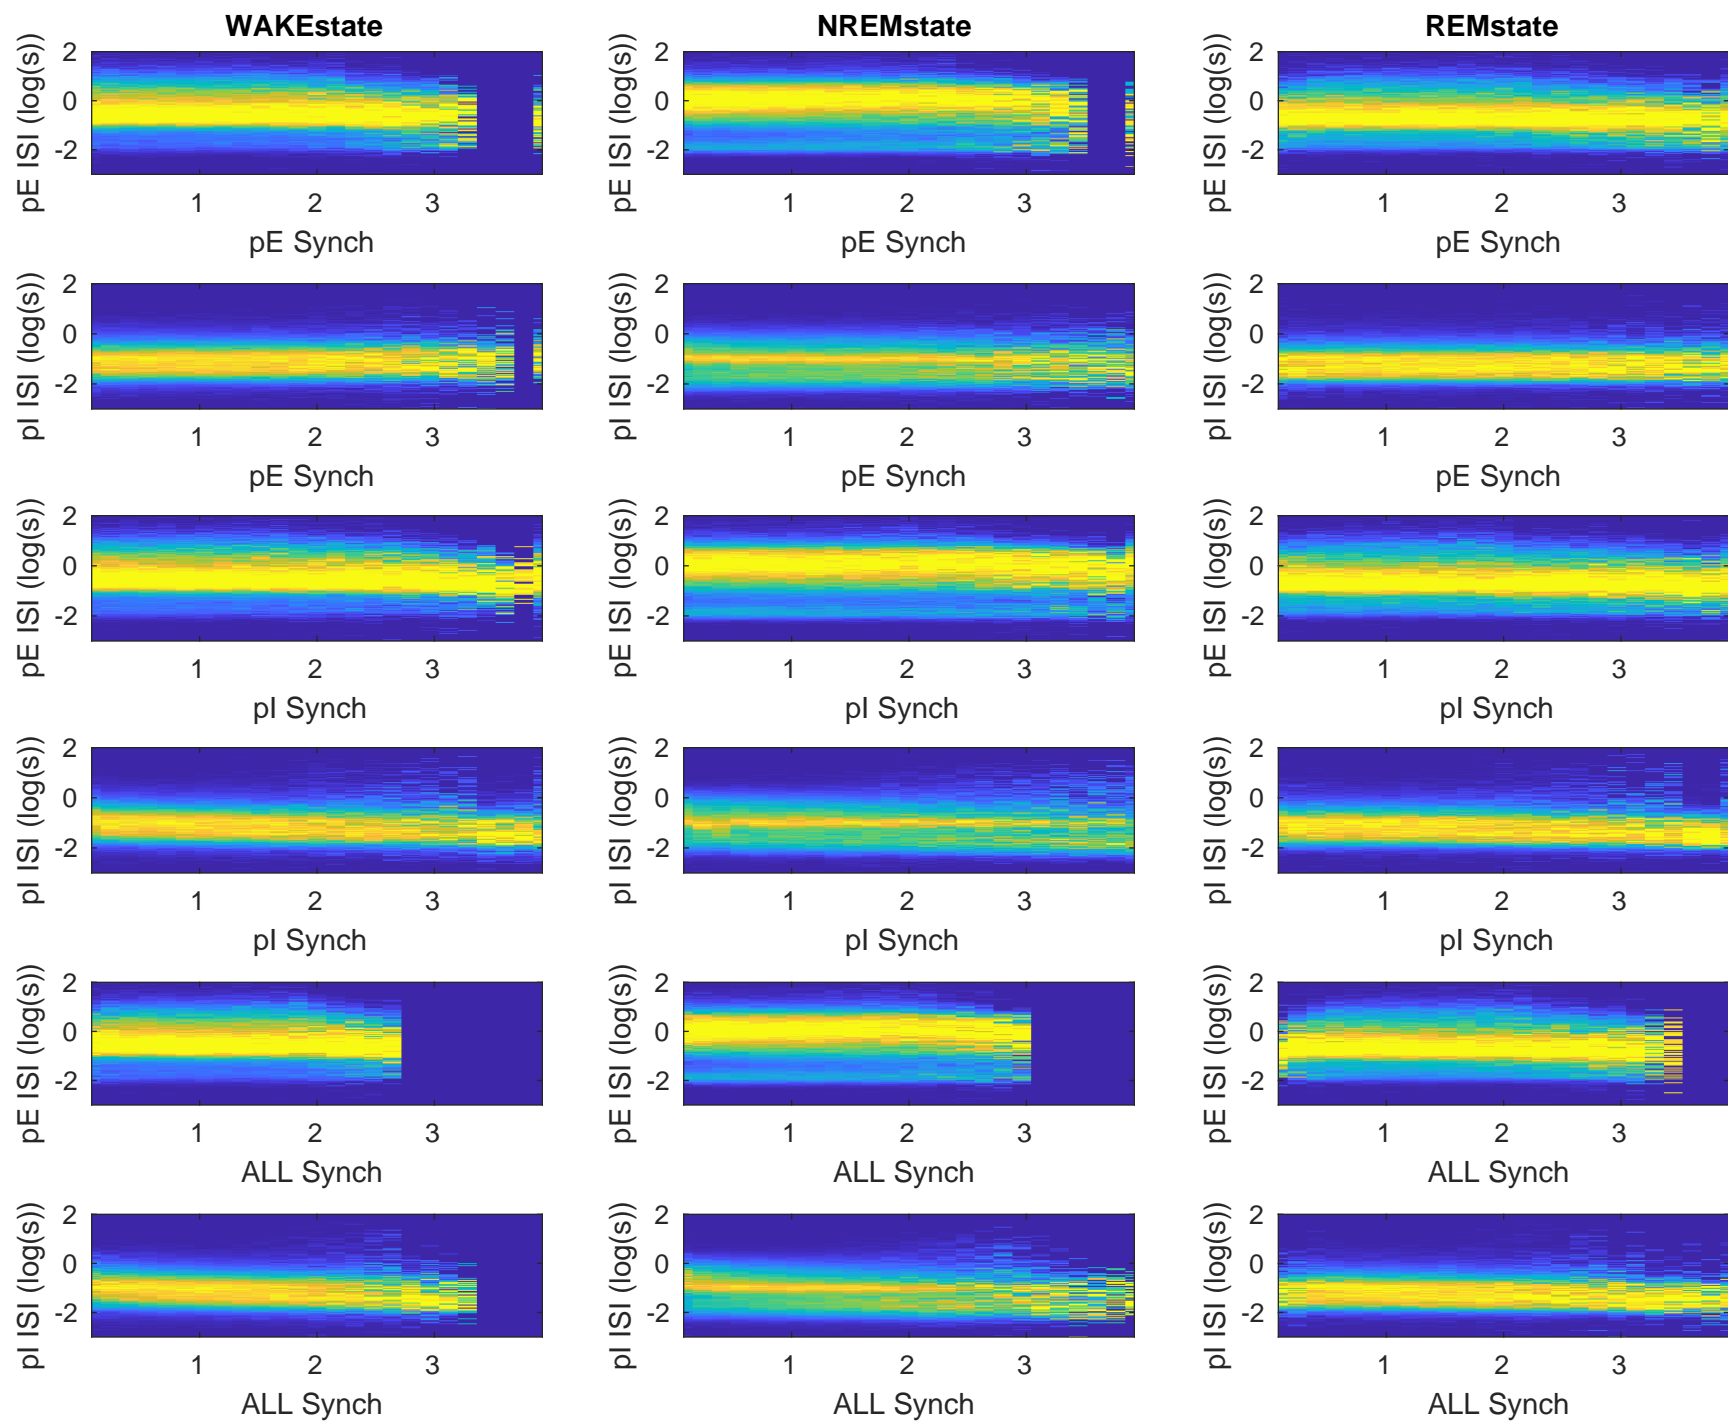 WAKEstate NREMstate REMstate
pE ISI (log(s)) 2 0 -2 pE ISI (log(s)) 2 0 -2 pE ISI (log(s)) 2 0 -2
1 2 3 1 2 3 1 2 3
pE Synch pE Synch pE Synch
pI ISI (log(s)) 2 0 -2 pI ISI (log(s)) 2 0 -2 pI ISI (log(s)) 2 0 -2
1 2 3 1 2 3 1 2 3
pE Synch pE Synch pE Synch
pE ISI (log(s)) 2 0 -2 pE ISI (log(s)) 2 0 -2 pE ISI (log(s)) 2 0 -2
1 2 3 1 2 3 1 2 3
pI Synch pI Synch pI Synch
pI ISI (log(s)) 2 0 -2 pI ISI (log(s)) 2 0 -2 pI ISI (log(s)) 2 0 -2
1 2 3 1 2 3 1 2 3
pI Synch pI Synch pI Synch
pE ISI (log(s)) 2 0 -2 pE ISI (log(s)) 2 0 -2 pE ISI (log(s)) 2 0 -2
1 2 3 1 2 3 1 2 3
ALL Synch ALL Synch ALL Synch
pI ISI (log(s)) 2 0 -2 pI ISI (log(s)) 2 0 -2 pI ISI (log(s)) 2 0 -2
1 2 3 1 2 3 1 2 3
ALL Synch ALL Synch ALL Synch